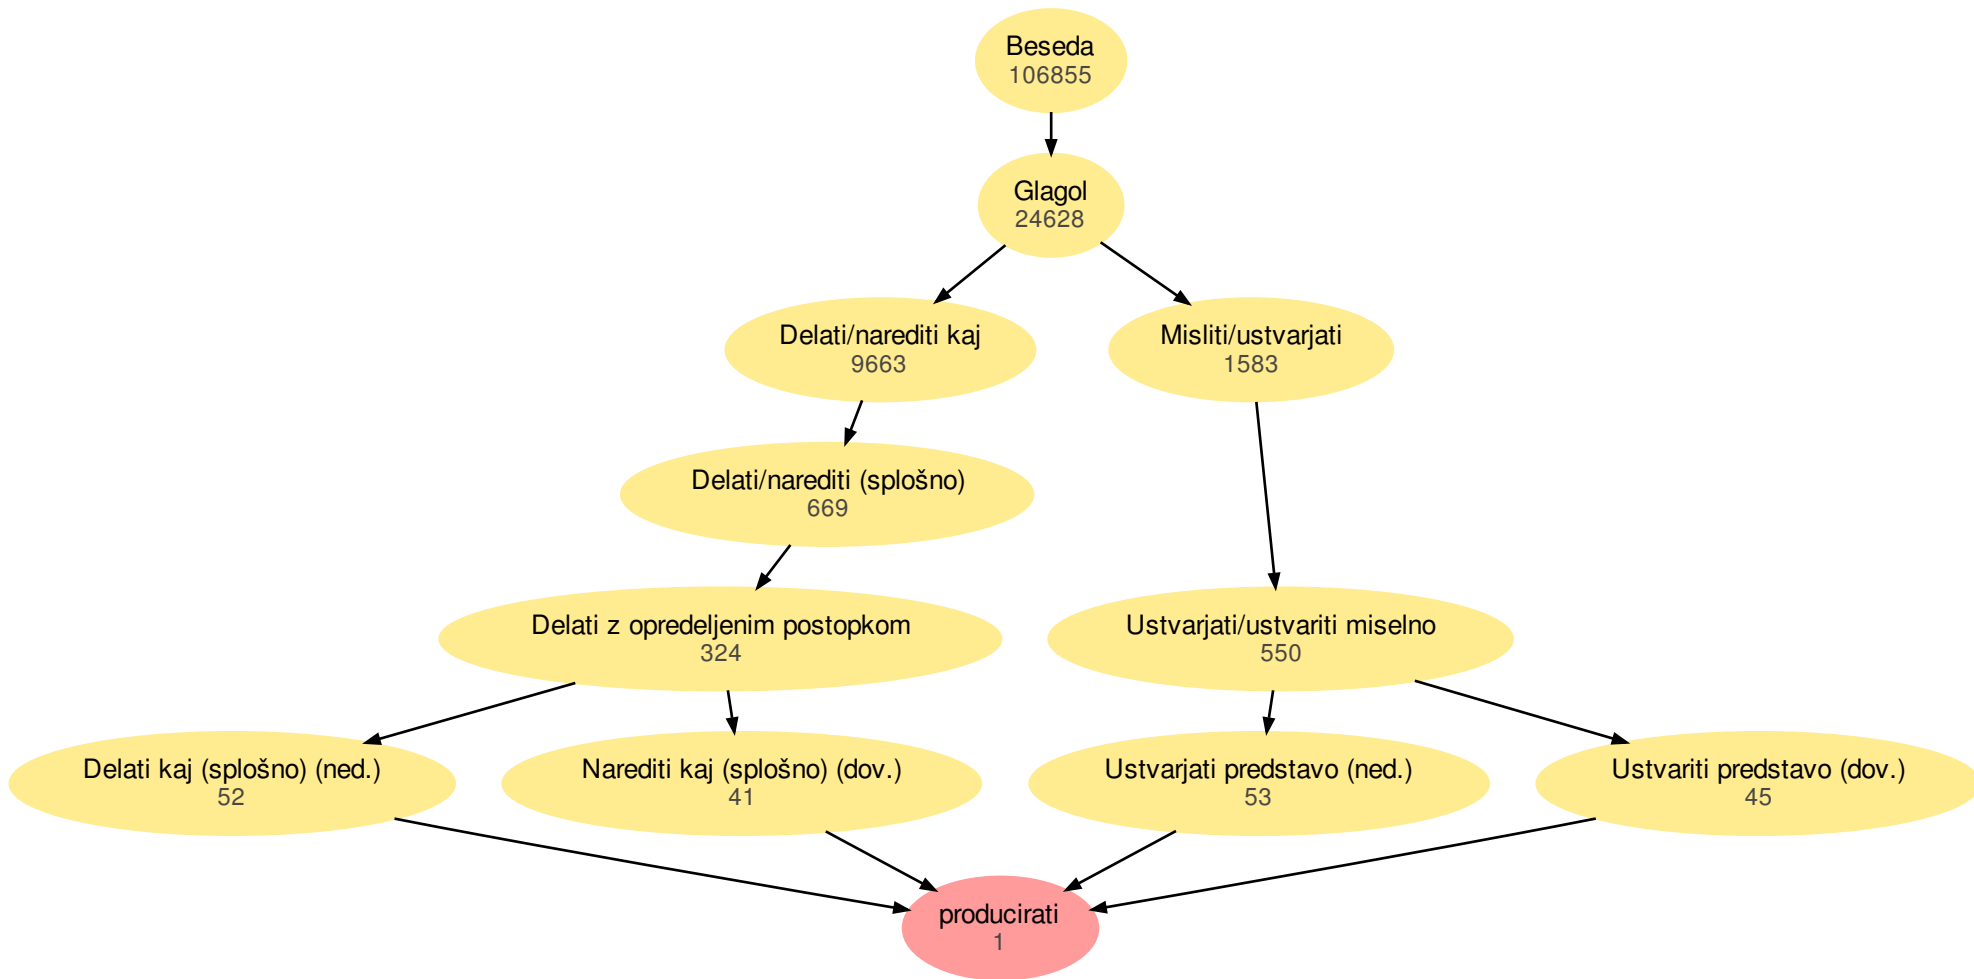 Beseda
106855
Glagol
24628
Delati/narediti kaj
9663
Misliti/ustvarjati
1583
Delati/narediti (splošno)
669
Delati z opredeljenim postopkom
324
Ustvarjati/ustvariti miselno
550
Delati kaj (splošno) (ned.)
52
Narediti kaj (splošno) (dov.)
41
Ustvarjati predstavo (ned.)
53
Ustvariti predstavo (dov.)
45
producirati
1